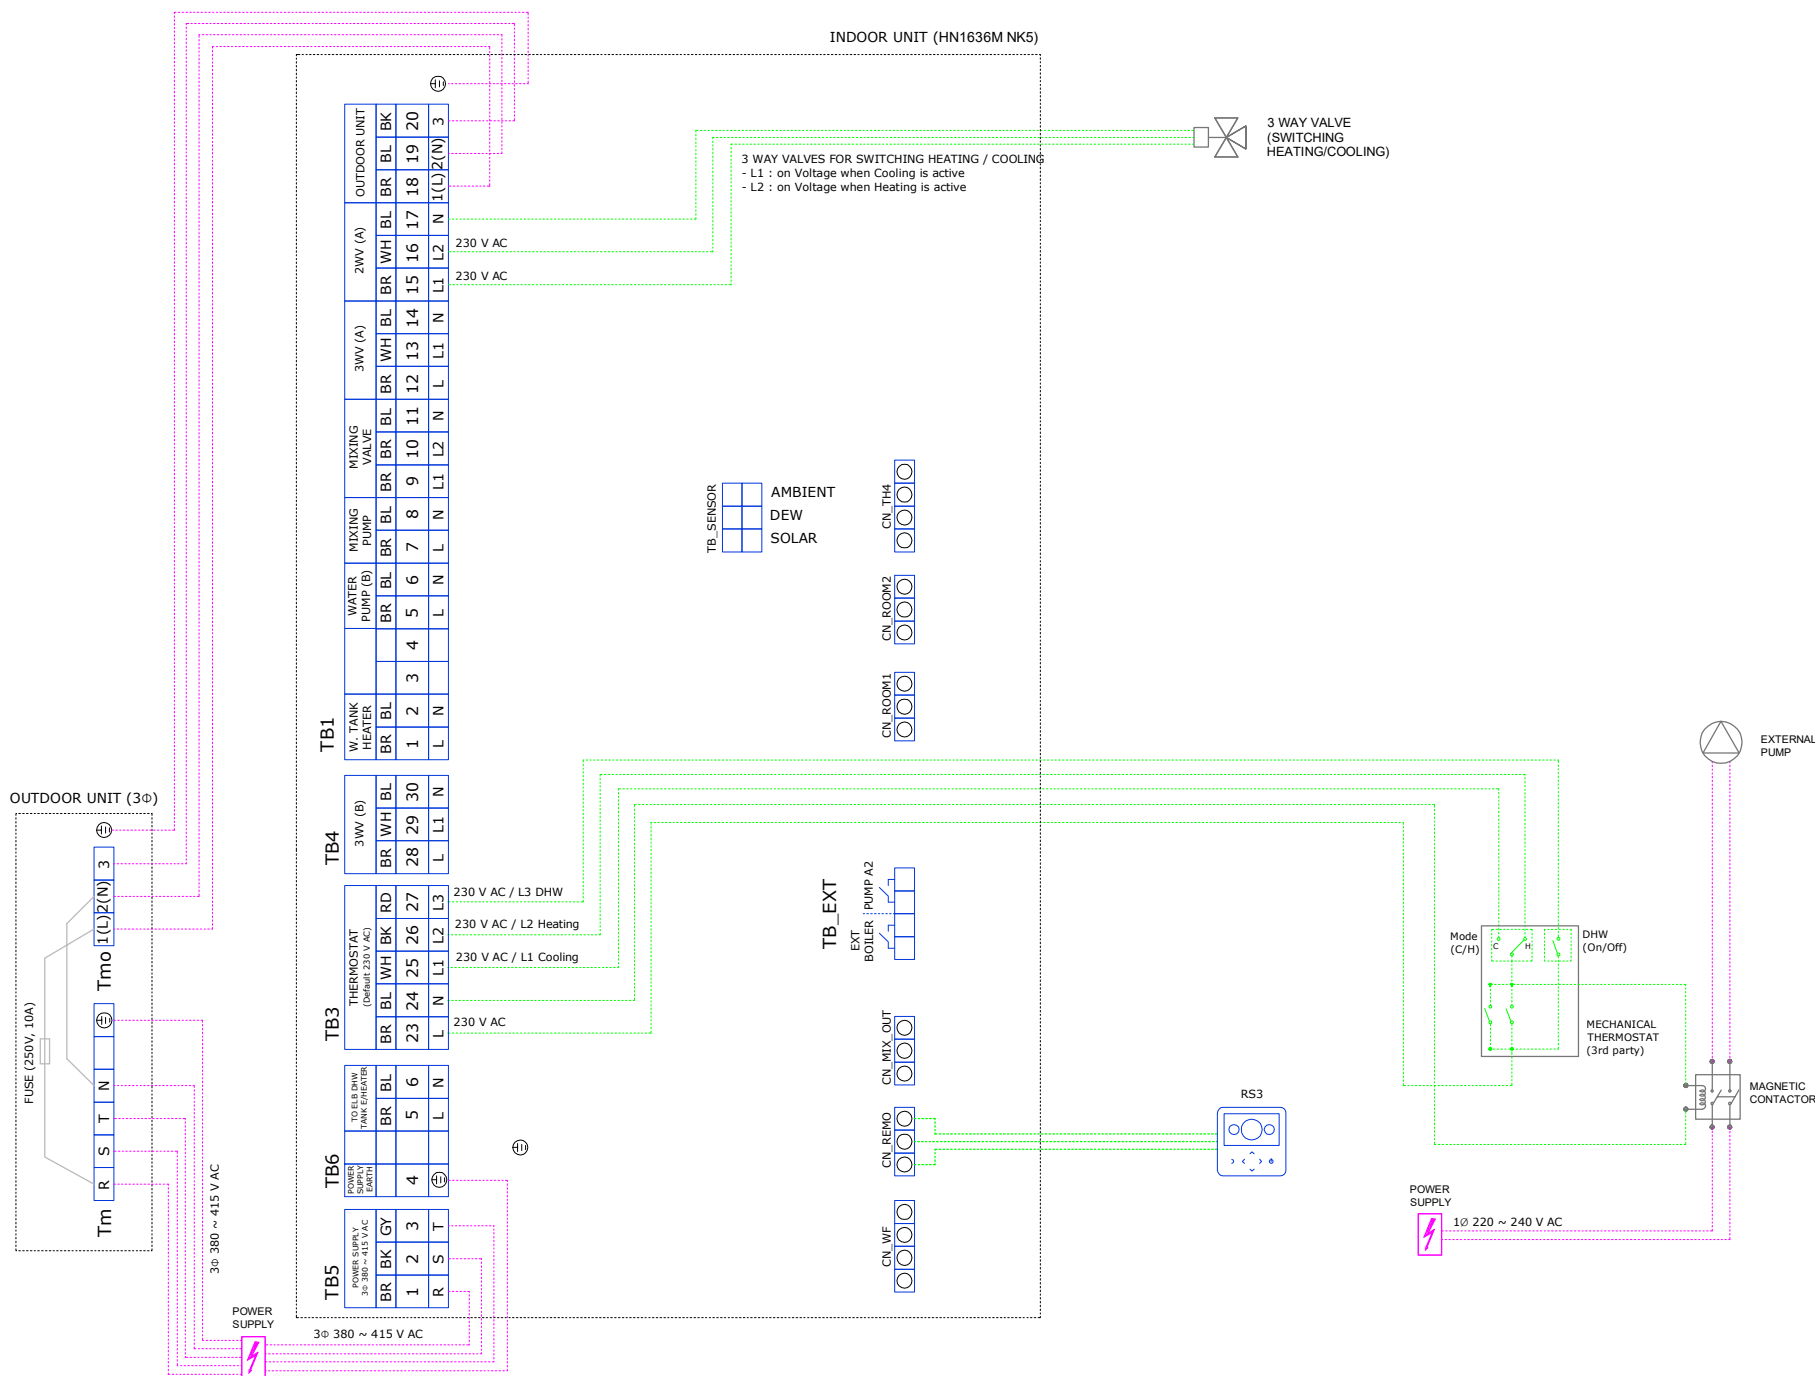 INDOOR UNIT (HN1636M NK5)
3 WAY VALVE
(SWITCHING
HEATING/COOLING)
3 WAY VALVES FOR SWITCHING HEATING / COOLING
- L1 : on Voltage when Cooling is active
- L2 : on Voltage when Heating is active
230 V AC
230 V AC
TB1
OUTDOOR UNIT
BK 20 3
BL 19 2(N)
BR 18 1(L)
2WV (A)
BL 17 N
WH 16 L2
BR 15 L1
3WV (A)
BL 14 N
WH 13 L1
BR 12 L
MIXING
VALVE
BL 11 N
BR 10 L2
BR 9 L1
MIXING
PUMP
BL 8 N
BR 7 L
WATER
PUMP (B)
BL 6 N
BR 5 L
4
3
W. TANK
HEATER
BL 2 N
BR 1 L
TB4
3WV (B)
BL 30 N
WH 29 L1
BR 28 L
TB3
THERMOSTAT
(Default 230 V AC)
RD 27 L3
BK 26 L2
WH 25 L1
BL 24 N
BR 23 L
230 V AC / L3 DHW
230 V AC / L2 Heating
230 V AC / L1 Cooling
230 V AC
TB6
TO ELB DHW
TANK E/HEATER
BL 6 N
BR 5 L
POWER
SUPPLY
EARTH
4
TB5
POWER SUPPLY
3Φ 380 ~ 415 V AC
GY 3 T
BK 2 S
BR 1 R
TB_SENSOR
AMBIENT
DEW
SOLAR
CN_TH4
CN_ROOM2
CN_ROOM1
TB_EXT
PUMP A2
EXT
BOILER
CN_MIX_OUT
CN_REMO
CN_WF
RS3
OUTDOOR UNIT (3Φ)
Tmo
3
2(N)
1(L)
FUSE (250V, 10A)
Tm
N
T
S
R
3Φ 380 ~ 415 V AC
POWER
SUPPLY
3Φ 380 ~ 415 V AC
EXTERNAL
PUMP
Mode
(C/H)
C
H
DHW
(On/Off)
MECHANICAL
THERMOSTAT
(3rd party)
MAGNETIC
CONTACTOR
POWER
SUPPLY
1Ø 220 ~ 240 V AC